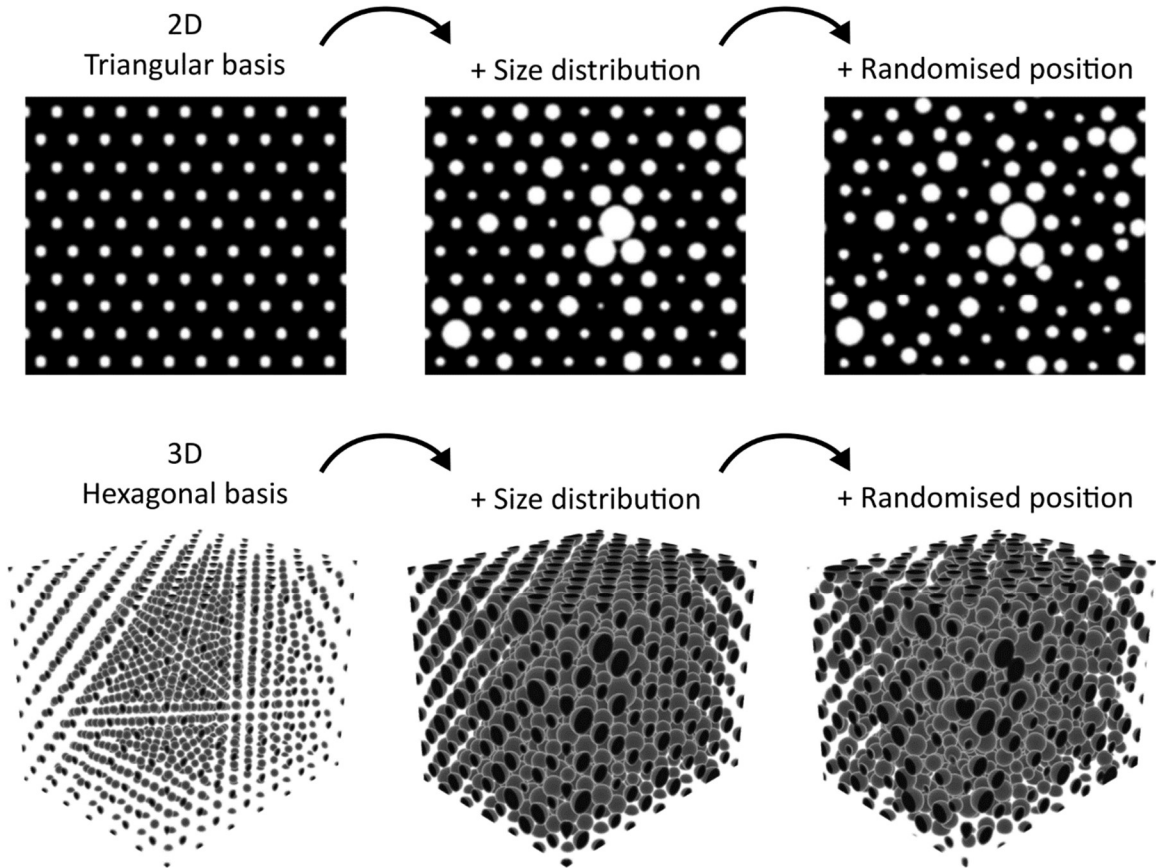 2D
Triangular basis
+ Size distribution
+ Randomised position
3D
Hexagonal basis
+ Size distribution
+ Randomised position